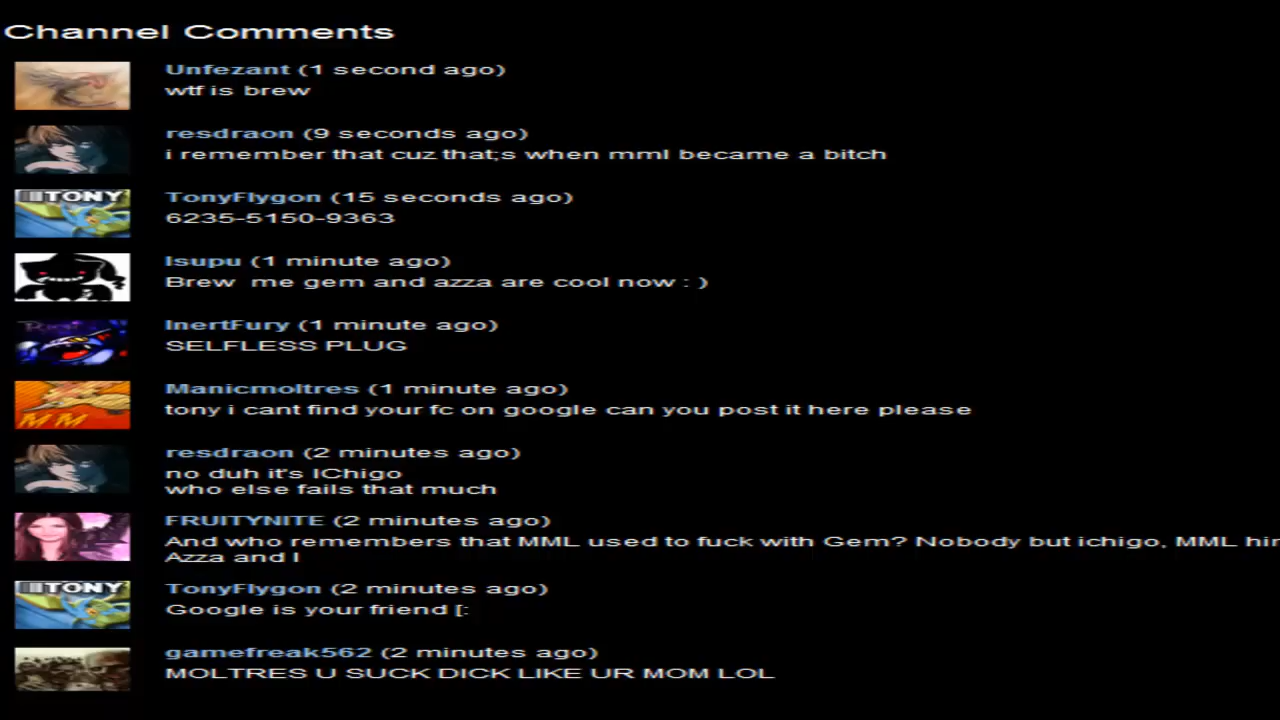 Channel Comments
Unfezant (1 second ago)
wtf is brew
resdraon (9 seconds ago)
i remember that cuz that;s when mml became a bitch
TONY
TonyFlygon (15 seconds ago)
6235-5150-9363
Isupu (1 minute ago)
Brew  me gem and azza are cool now : )
InertFury (1 minute ago)
SELFLESS PLUG
MM
Manicmoltres (1 minute ago)
tony i cant find your fc on google can you post it here please
resdraon (2 minutes ago)
no duh it's IChigo
who else fails that much
FRUITYNITE (2 minutes ago)
And who remembers that MML used to fuck with Gem? Nobody but ichigo, MML
Azza and I
TONY
TonyFlygon (2 minutes ago)
Google is your friend [:
gamefreak562 (2 minutes ago)
MOLTRES U SUCK DICK LIKE UR MOM LOL